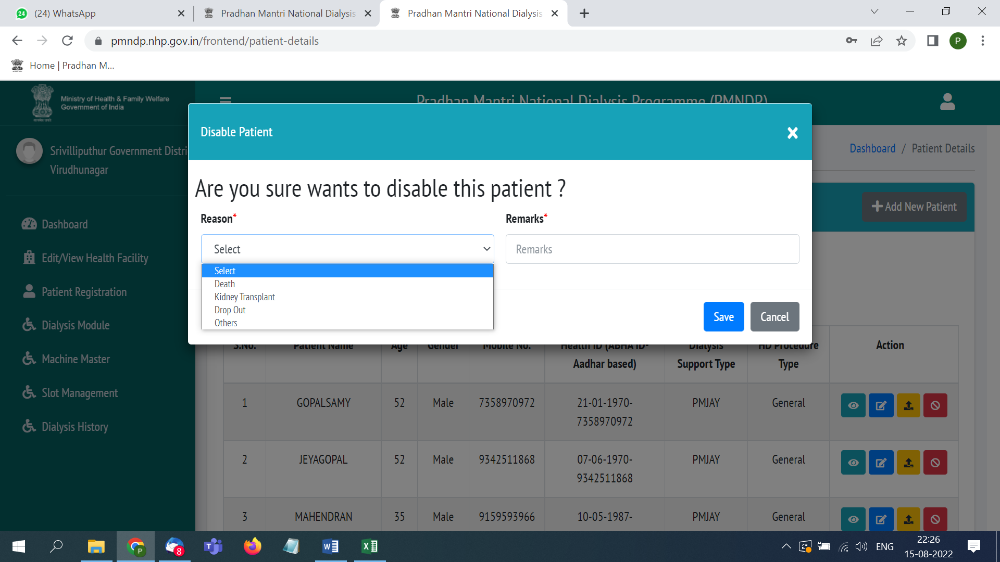 (24) WhatsApp
Pradhan Mantri National Dialysis
Pradhan Mantri National Dialysis
pmndp.nhp.gov.in/frontend/patient-details
P
Home | Pradhan M...
Ministry of Health & Family Welfare
Government of India
Pradhan Mantri National Dialysis Programme (PMNDP)
Srivilliputhur Government Distri
Virudhunagar
Dashboard / Patient Details
Add New Patient
Dashboard
Edit/View Health Facility
Patient Registration
Dialysis Module
Machine Master
Slot Management
Dialysis History
Disable Patient
Are you sure wants to disable this patient ?
Reason* Remarks*
Select Remarks
Select
Death
Kidney Transplant
Drop Out
Others
Save Cancel
S.No. Patient Name Age Gender Mobile No. Health ID (ABHA ID- Dialysis HD Procedure Action
Aadhar based) Support Type Type
1 GOPALSAMY 52 Male 7358970972 21-01-1970- PMJAY General
7358970972
2 JEYAGOPAL 52 Male 9342511868 07-06-1970- PMJAY General
9342511868
3 MAHENDRAN 35 Male 9159593966 10-05-1987- PMJAY General
ENG 22:26
15-08-2022
24
P
8